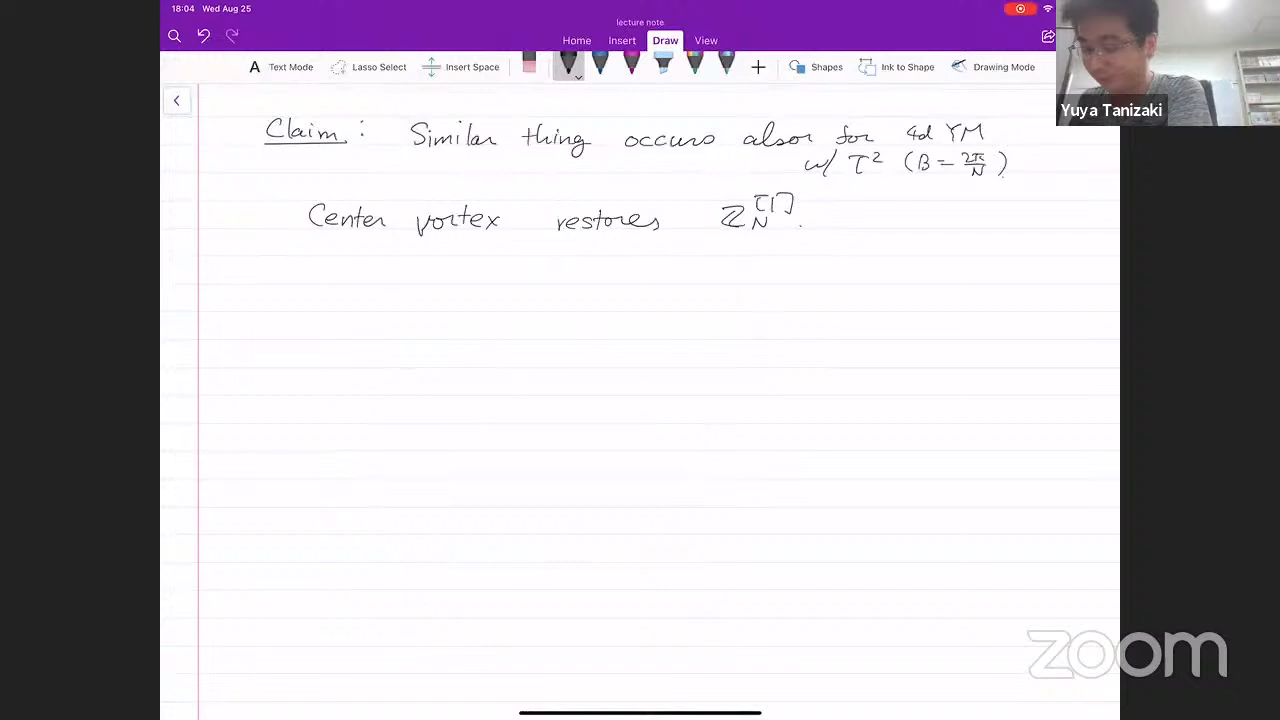 18:04 Wed Aug 25
lecture note
Home Insert Draw View
Text Mode Lasso Select Insert Space Shapes Ink to Shape Drawing Mode
Yuya Tanizaki
Claim : Similar thing occurs also for 4d YM
w/ T² (B = 2π/N).
Center vortex restores ℤ_N^[1].
zoom